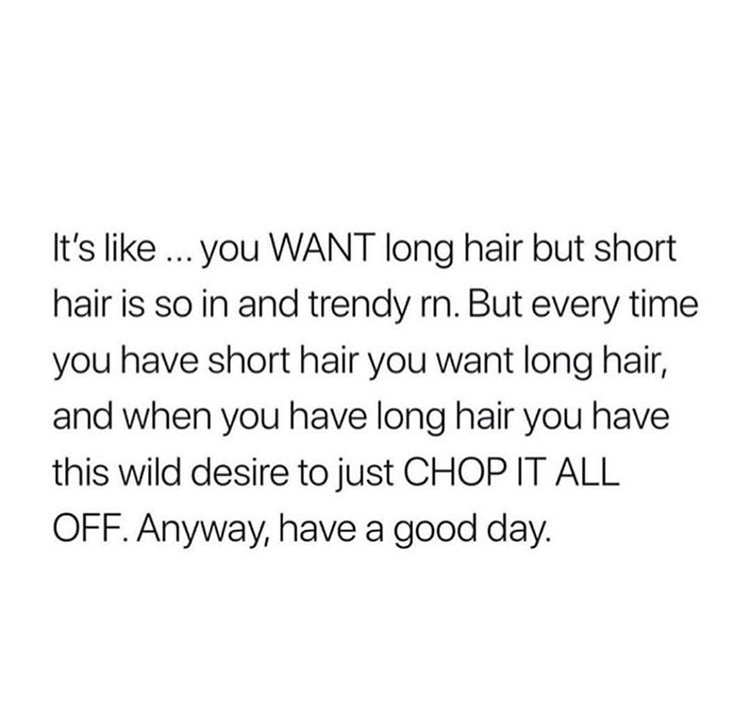 It's like ... you WANT long hair but short
hair is so in and trendy rn. But every time
you have short hair you want long hair,
and when you have long hair you have
this wild desire to just CHOP IT ALL
OFF. Anyway, have a good day.